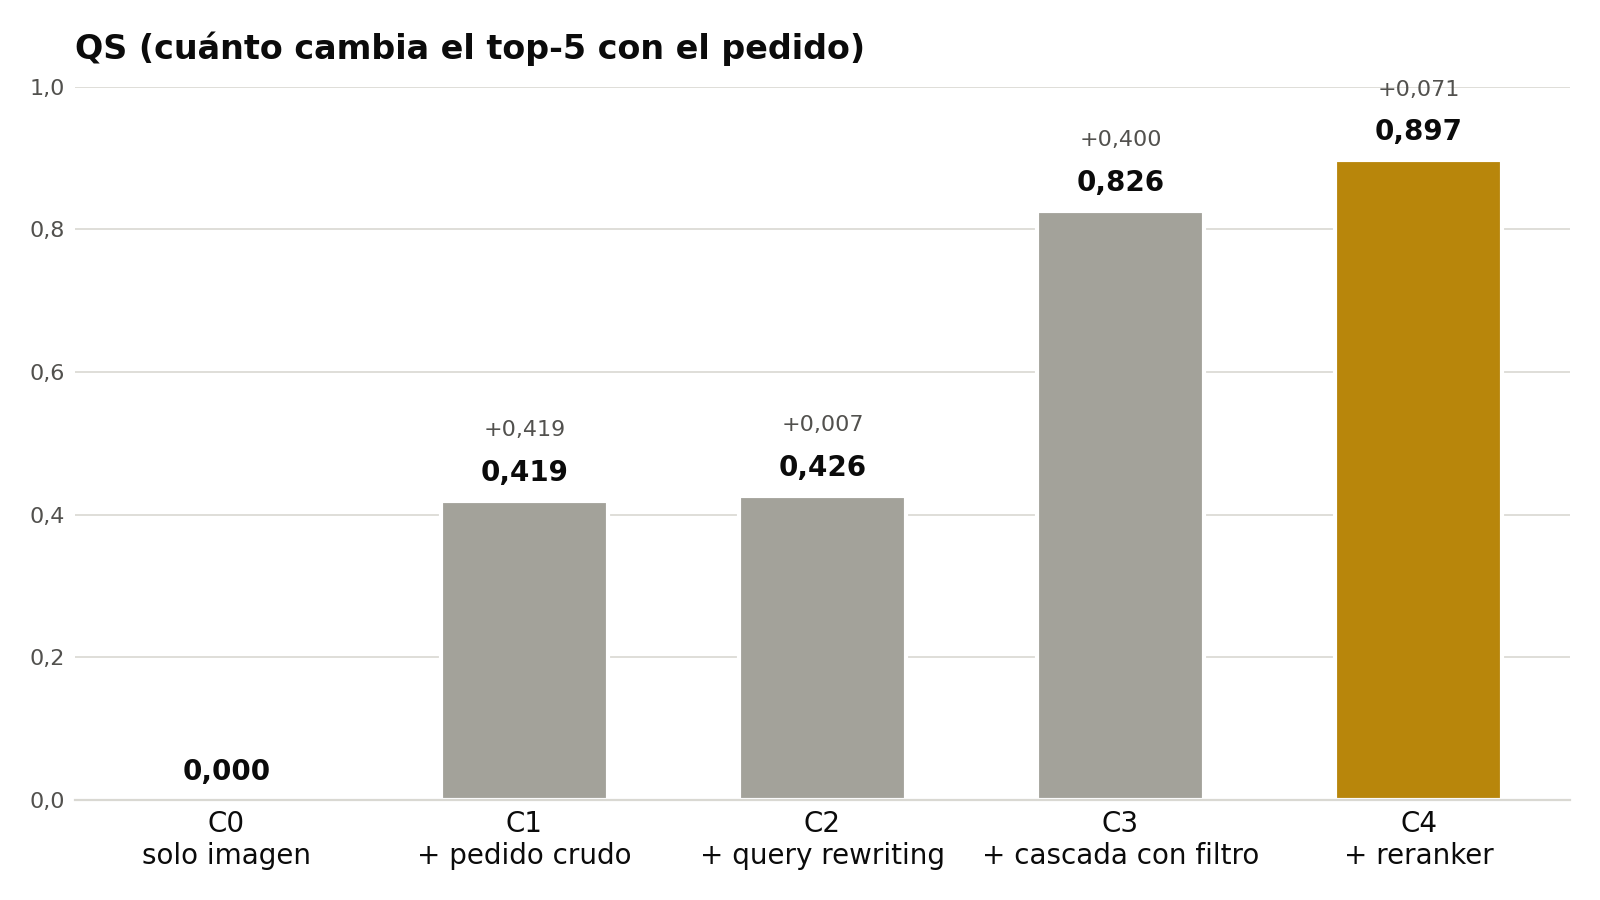 QS (cuánto cambia el top-5 con el pedido)
1,0
0,8
0,6
0,4
0,2
0,0
0,000
+0,419
0,419
+0,007
0,426
+0,400
0,826
+0,071
0,897
C0
solo imagen
C1
+ pedido crudo
C2
+ query rewriting
C3
+ cascada con filtro
C4
+ reranker